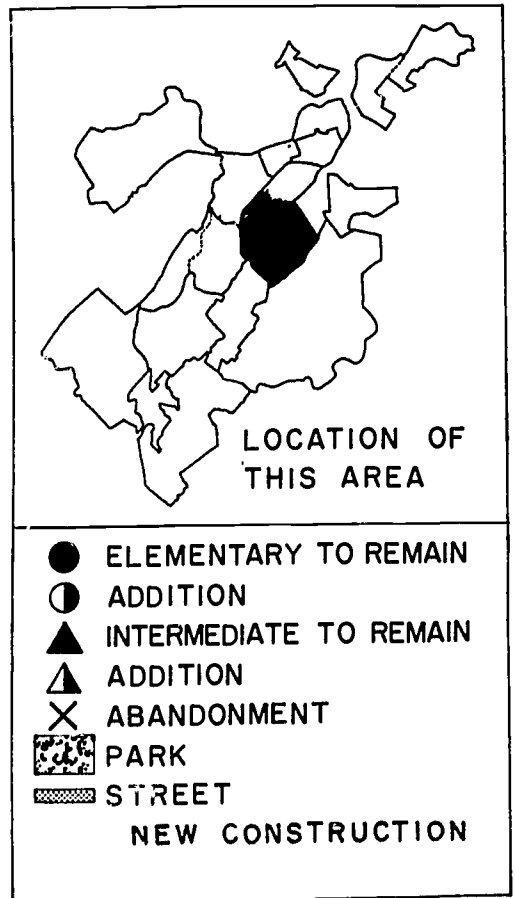 LOCATION OF
THIS AREA
ELEMENTARY TO REMAIN
ADDITION
INTERMEDIATE TO REMAIN
ADDITION
ABANDONMENT
PARK
STREET
NEW CONSTRUCTION